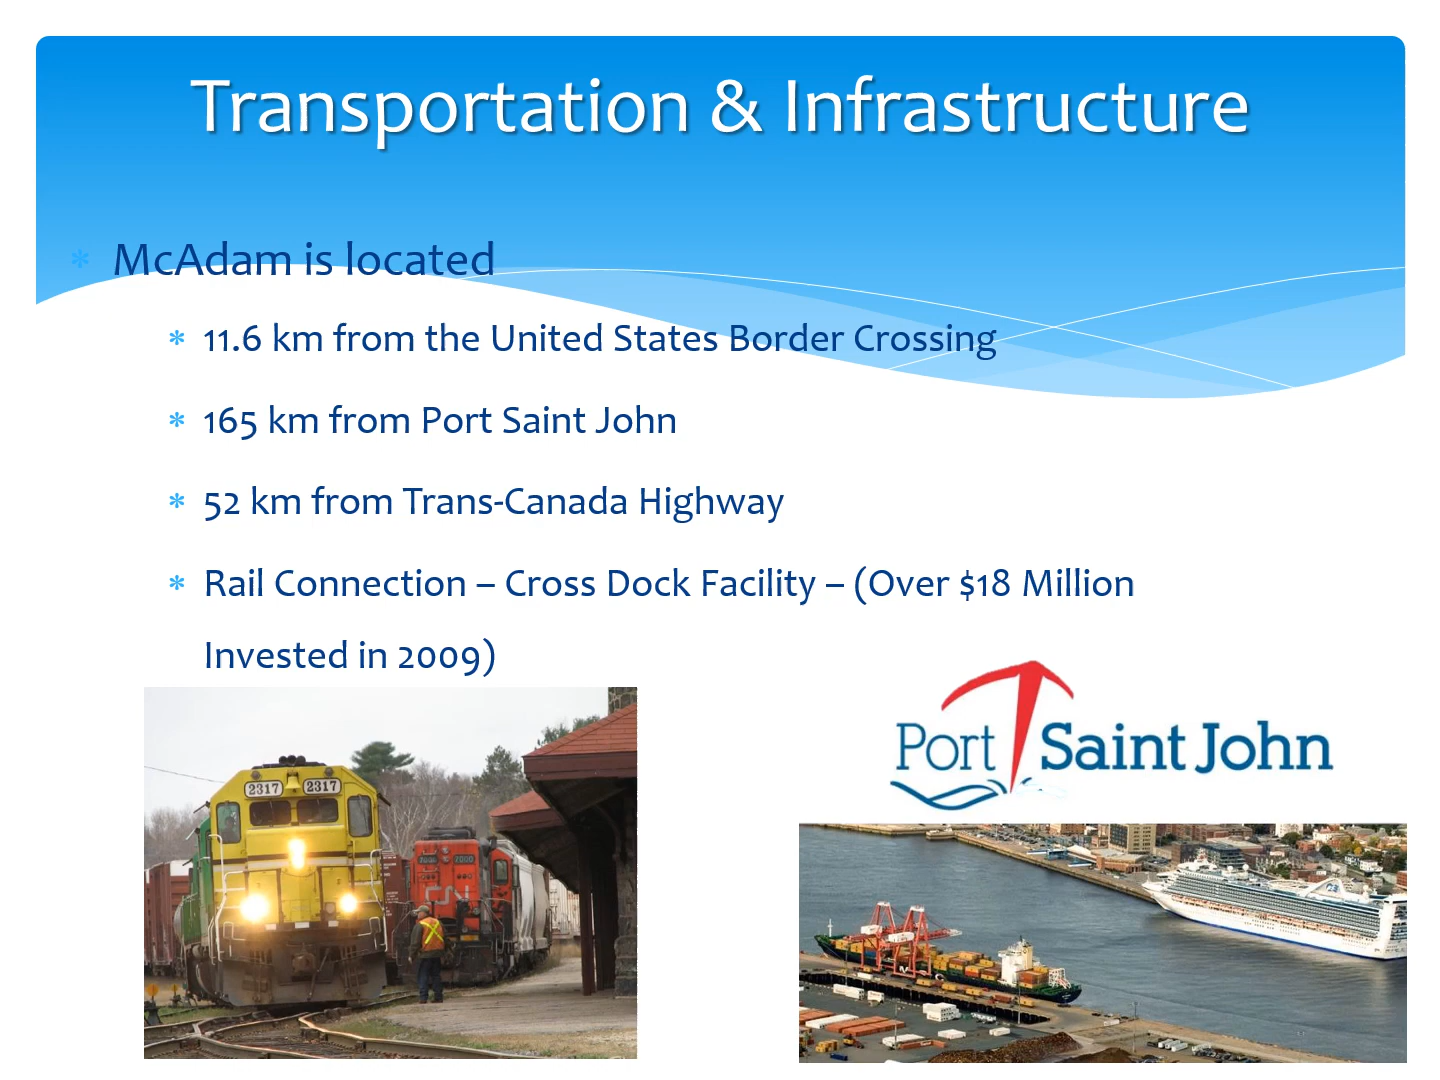 Transportation & Infrastructure
* McAdam is located
* 11.6 km from the United States Border Crossing
* 165 km from Port Saint John
* 52 km from Trans-Canada Highway
* Rail Connection – Cross Dock Facility – (Over $18 Million
Invested in 2009)
Port Saint John
2317 2317
2000